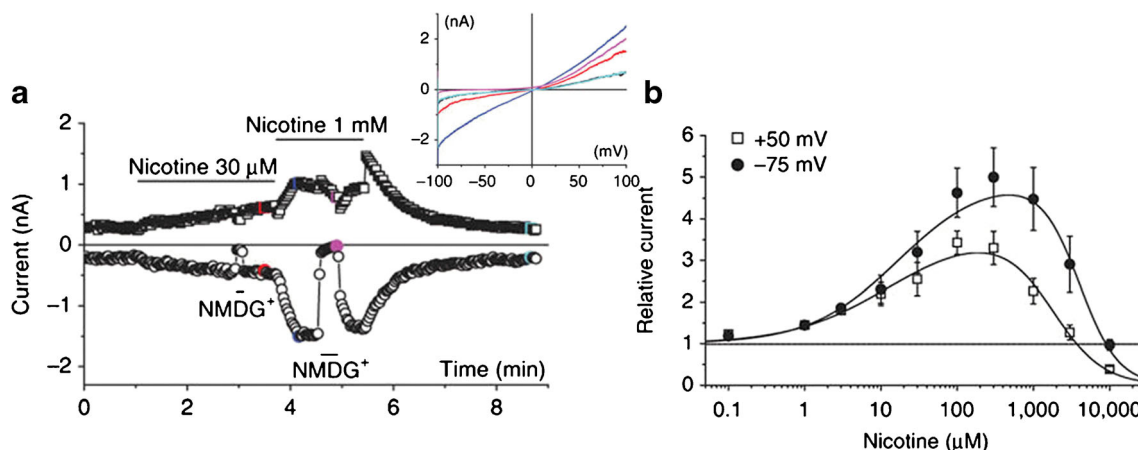 a
Current (nA)
2
1
0
−1
−2
Nicotine 30 μM
Nicotine 1 mM
NMDG+
NMDG+
Time (min)
0 2 4 6 8
(nA)
2
0
−2
(mV)
−100 −50 0 50 100
b
Relative current
6
5
4
3
2
1
0
+50 mV
−75 mV
0.1 1 10 100 1,000 10,000
Nicotine (μM)